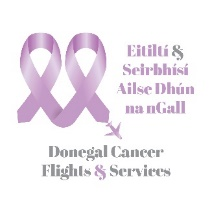 Eitiltí &
Seirbhísí
Ailse Dhún
na nGall
Donegal Cancer
Flights & Services